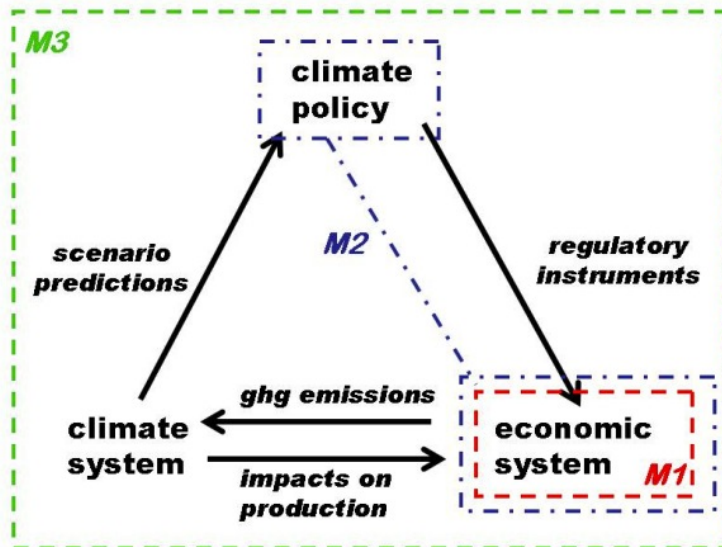 M3
climate
policy
scenario
predictions
M2
regulatory
instruments
ghg emissions
climate
system
impacts on
production
economic
system
M1